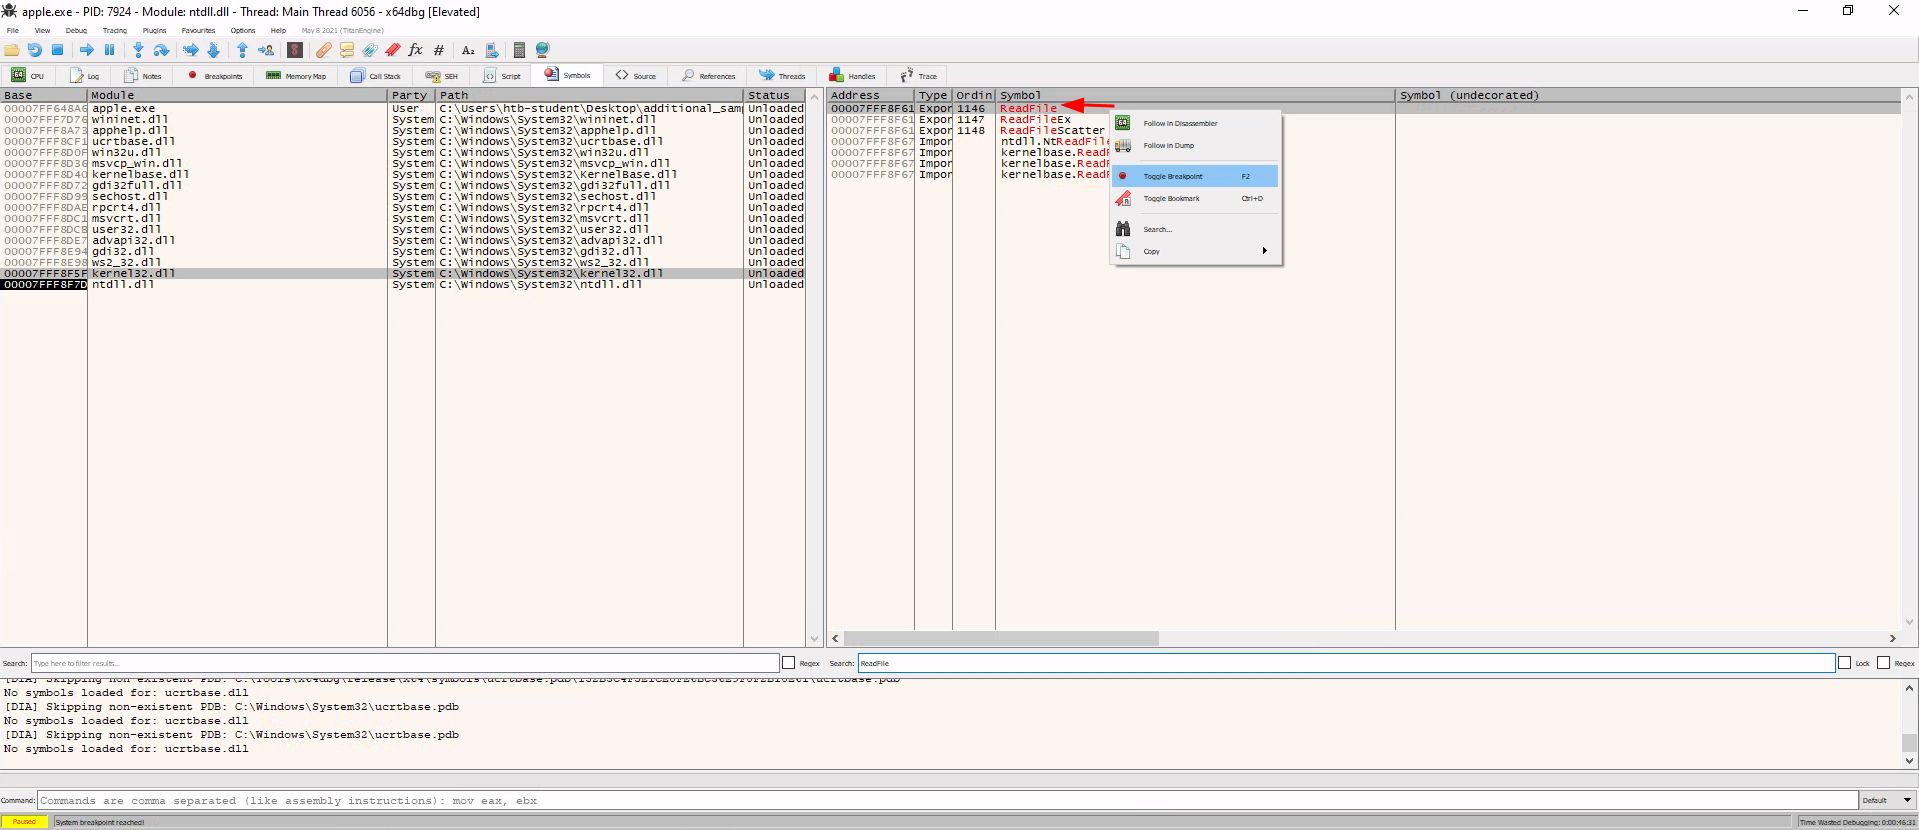 apple.exe - PID: 7924 - Module: ntdll.dll - Thread: Main Thread 6056 - x64dbg [Elevated]
File View Debug Tracing Plugins Favourites Options Help May 8 2021 (TitanEngine)
CPU Log Notes Breakpoints Memory Map Call Stack SEH Script Symbols Source References Threads Handles Trace
Base Module Party Path Status
00007FF648A6 apple.exe User C:\Users\htb-student\Desktop\additional_sam Unloaded
00007FFF7D76 wininet.dll System C:\Windows\System32\wininet.dll Unloaded
00007FFF8A73 apphelp.dll System C:\Windows\System32\apphelp.dll Unloaded
00007FFF8CF1 ucrtbase.dll System C:\Windows\System32\ucrtbase.dll Unloaded
00007FFF8D0F win32u.dll System C:\Windows\System32\win32u.dll Unloaded
00007FFF8D36 msvcp_win.dll System C:\Windows\System32\msvcp_win.dll Unloaded
00007FFF8D40 kernelbase.dll System C:\Windows\System32\KernelBase.dll Unloaded
00007FFF8D72 gdi32full.dll System C:\Windows\System32\gdi32full.dll Unloaded
00007FFF8D99 sechost.dll System C:\Windows\System32\sechost.dll Unloaded
00007FFF8DAE rpcrt4.dll System C:\Windows\System32\rpcrt4.dll Unloaded
00007FFF8DC1 msvcrt.dll System C:\Windows\System32\msvcrt.dll Unloaded
00007FFF8DCB user32.dll System C:\Windows\System32\user32.dll Unloaded
00007FFF8DE7 advapi32.dll System C:\Windows\System32\advapi32.dll Unloaded
00007FFF8E94 gdi32.dll System C:\Windows\System32\gdi32.dll Unloaded
00007FFF8E98 ws2_32.dll System C:\Windows\System32\ws2_32.dll Unloaded
00007FFF8F5F kernel32.dll System C:\Windows\System32\kernel32.dll Unloaded
00007FFF8F7D ntdll.dll System C:\Windows\System32\ntdll.dll Unloaded
Address Type Ordin Symbol Symbol (undecorated)
00007FFF8F61 Expor 1146 ReadFile
00007FFF8F61 Expor 1147 ReadFileEx
00007FFF8F61 Expor 1148 ReadFileScatter
00007FFF8F67 Impor ntdll.NtReadFile
00007FFF8F67 Impor kernelbase.ReadF
00007FFF8F67 Impor kernelbase.ReadF
00007FFF8F67 Impor kernelbase.ReadF
Follow in Disassembler
Follow in Dump
Toggle Breakpoint F2
Toggle Bookmark Ctrl+D
Search...
Copy
Search: Type here to filter results... Regex Search: ReadFile Lock Regex
No symbols loaded for: ucrtbase.dll
[DIA] Skipping non-existent PDB: C:\Windows\System32\ucrtbase.pdb
No symbols loaded for: ucrtbase.dll
[DIA] Skipping non-existent PDB: C:\Windows\System32\ucrtbase.pdb
No symbols loaded for: ucrtbase.dll
Command: Commands are comma separated (like assembly instructions): mov eax, ebx Default
Paused System breakpoint reached! Time Wasted Debugging: 0:00:46:31